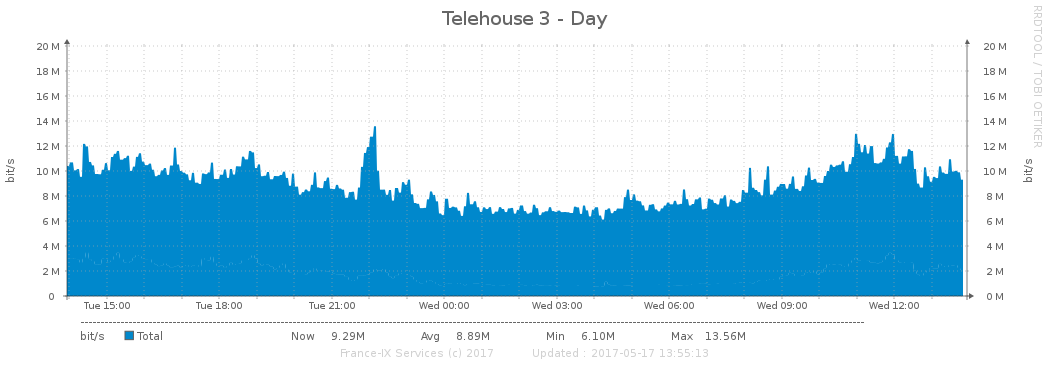 Telehouse 3 - Day
RRDTOOL / TOBI OETIKER
bit/s
bit/s
20 M 20 M
18 M 18 M
16 M 16 M
14 M 14 M
12 M 12 M
10 M 10 M
8 M 8 M
6 M 6 M
4 M 4 M
2 M 2 M
0 0 M
Tue 15:00 Tue 18:00 Tue 21:00 Wed 00:00 Wed 03:00 Wed 06:00 Wed 09:00 Wed 12:00
bit/s Total Now 9.29M Avg 8.89M Min 6.10M Max 13.56M
France-IX Services (c) 2017 Updated : 2017-05-17 13:55:13